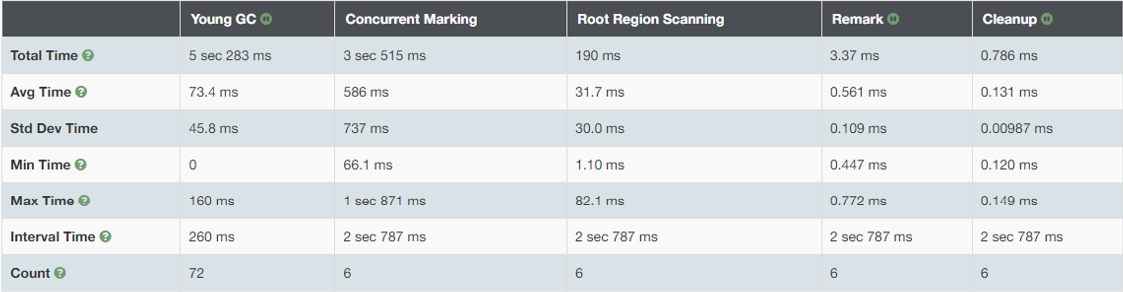 Young GC Concurrent Marking Root Region Scanning Remark Cleanup
Total Time 5 sec 283 ms 3 sec 515 ms 190 ms 3.37 ms 0.786 ms
Avg Time 73.4 ms 586 ms 31.7 ms 0.561 ms 0.131 ms
Std Dev Time 45.8 ms 737 ms 30.0 ms 0.109 ms 0.00987 ms
Min Time 0 66.1 ms 1.10 ms 0.447 ms 0.120 ms
Max Time 160 ms 1 sec 871 ms 82.1 ms 0.772 ms 0.149 ms
Interval Time 260 ms 2 sec 787 ms 2 sec 787 ms 2 sec 787 ms 2 sec 787 ms
Count 72 6 6 6 6